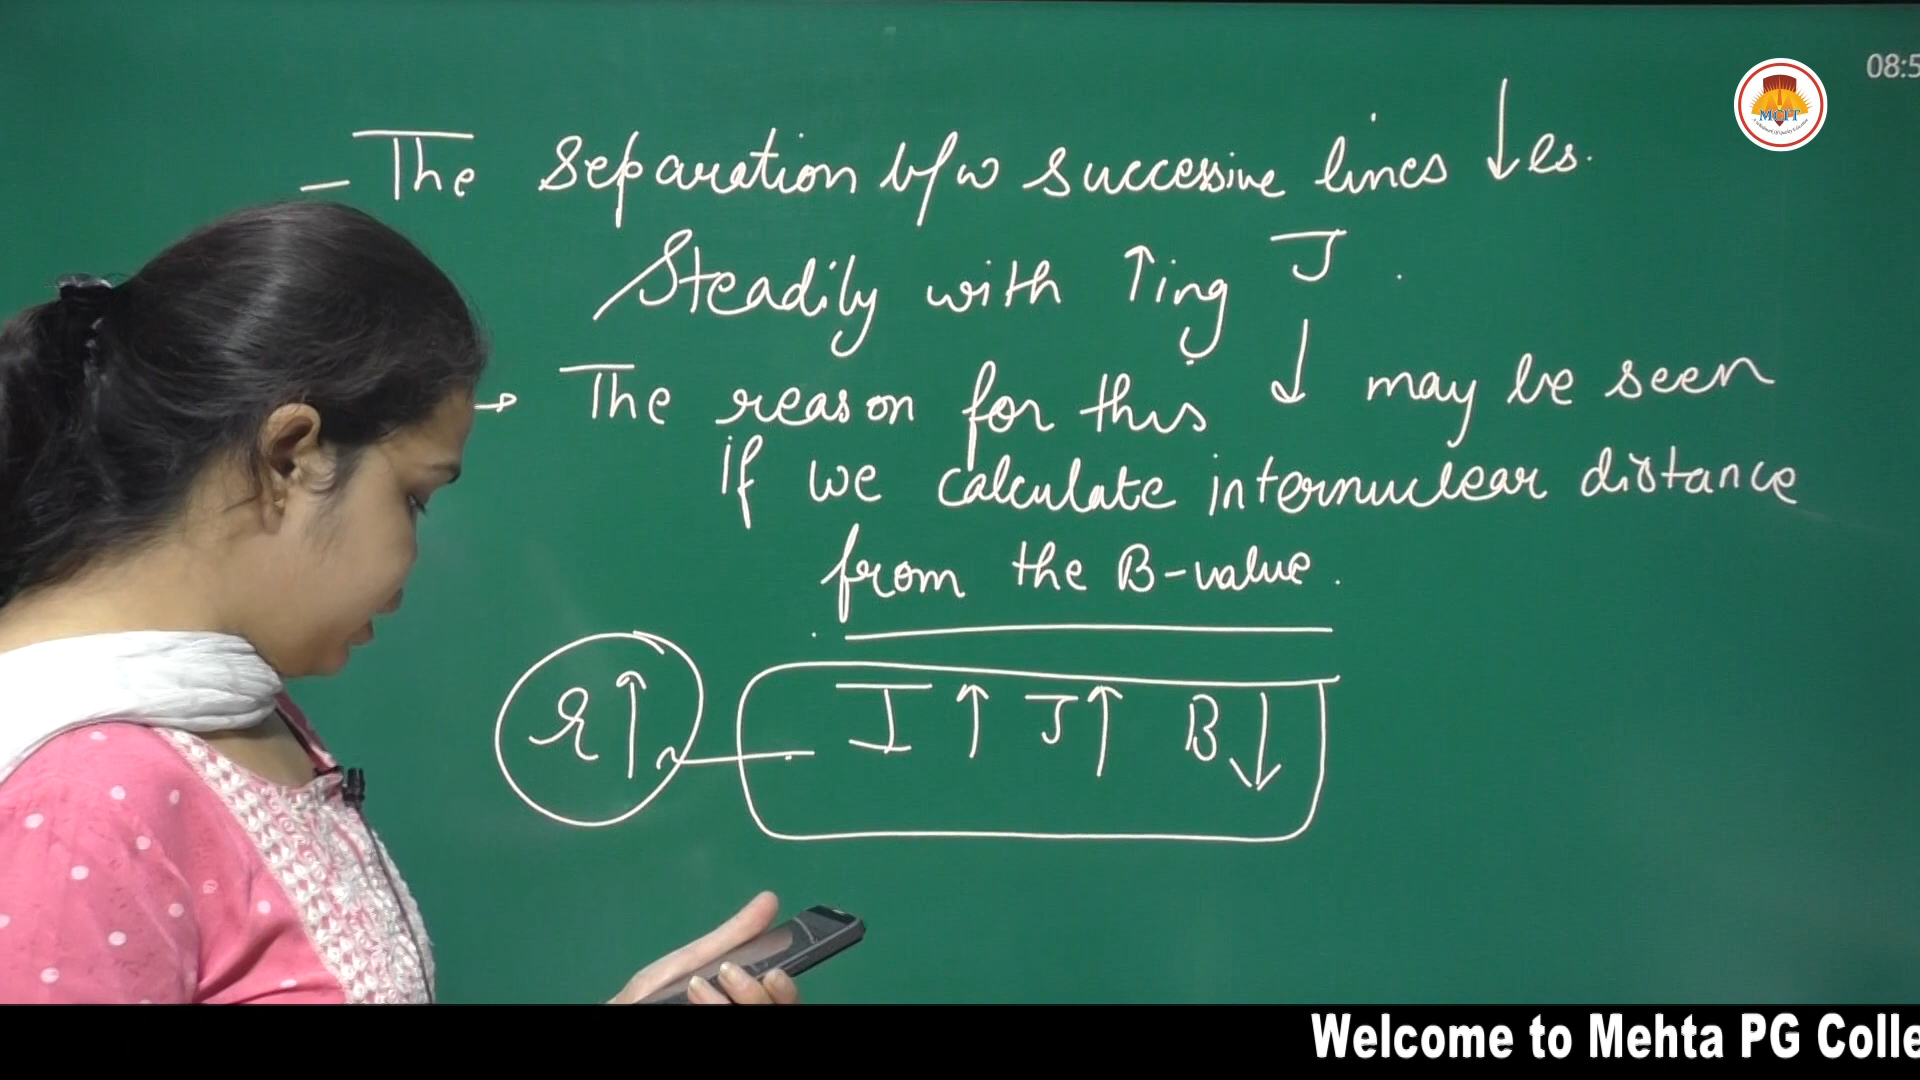 08:5
MCPT
– The separation b/w successive lines ↓es.
Steadily with ↑ing J.
→ The reason for this ↓ may be seen
if we calculate internuclear distance
from the B-value.
r↑ I↑ J↑ B↓
Welcome to Mehta PG Colle